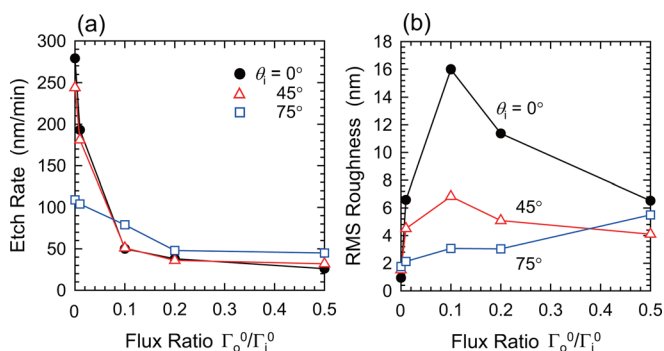 (a)
300
250
200
150
100
50
0
Etch Rate (nm/min)
θi = 0°
45°
75°
0 0.1 0.2 0.3 0.4 0.5
Flux Ratio Γo⁰/Γi⁰
(b)
18
16
14
12
10
8
6
4
2
0
RMS Roughness (nm)
θi = 0°
45°
75°
0 0.1 0.2 0.3 0.4 0.5
Flux Ratio Γo⁰/Γi⁰